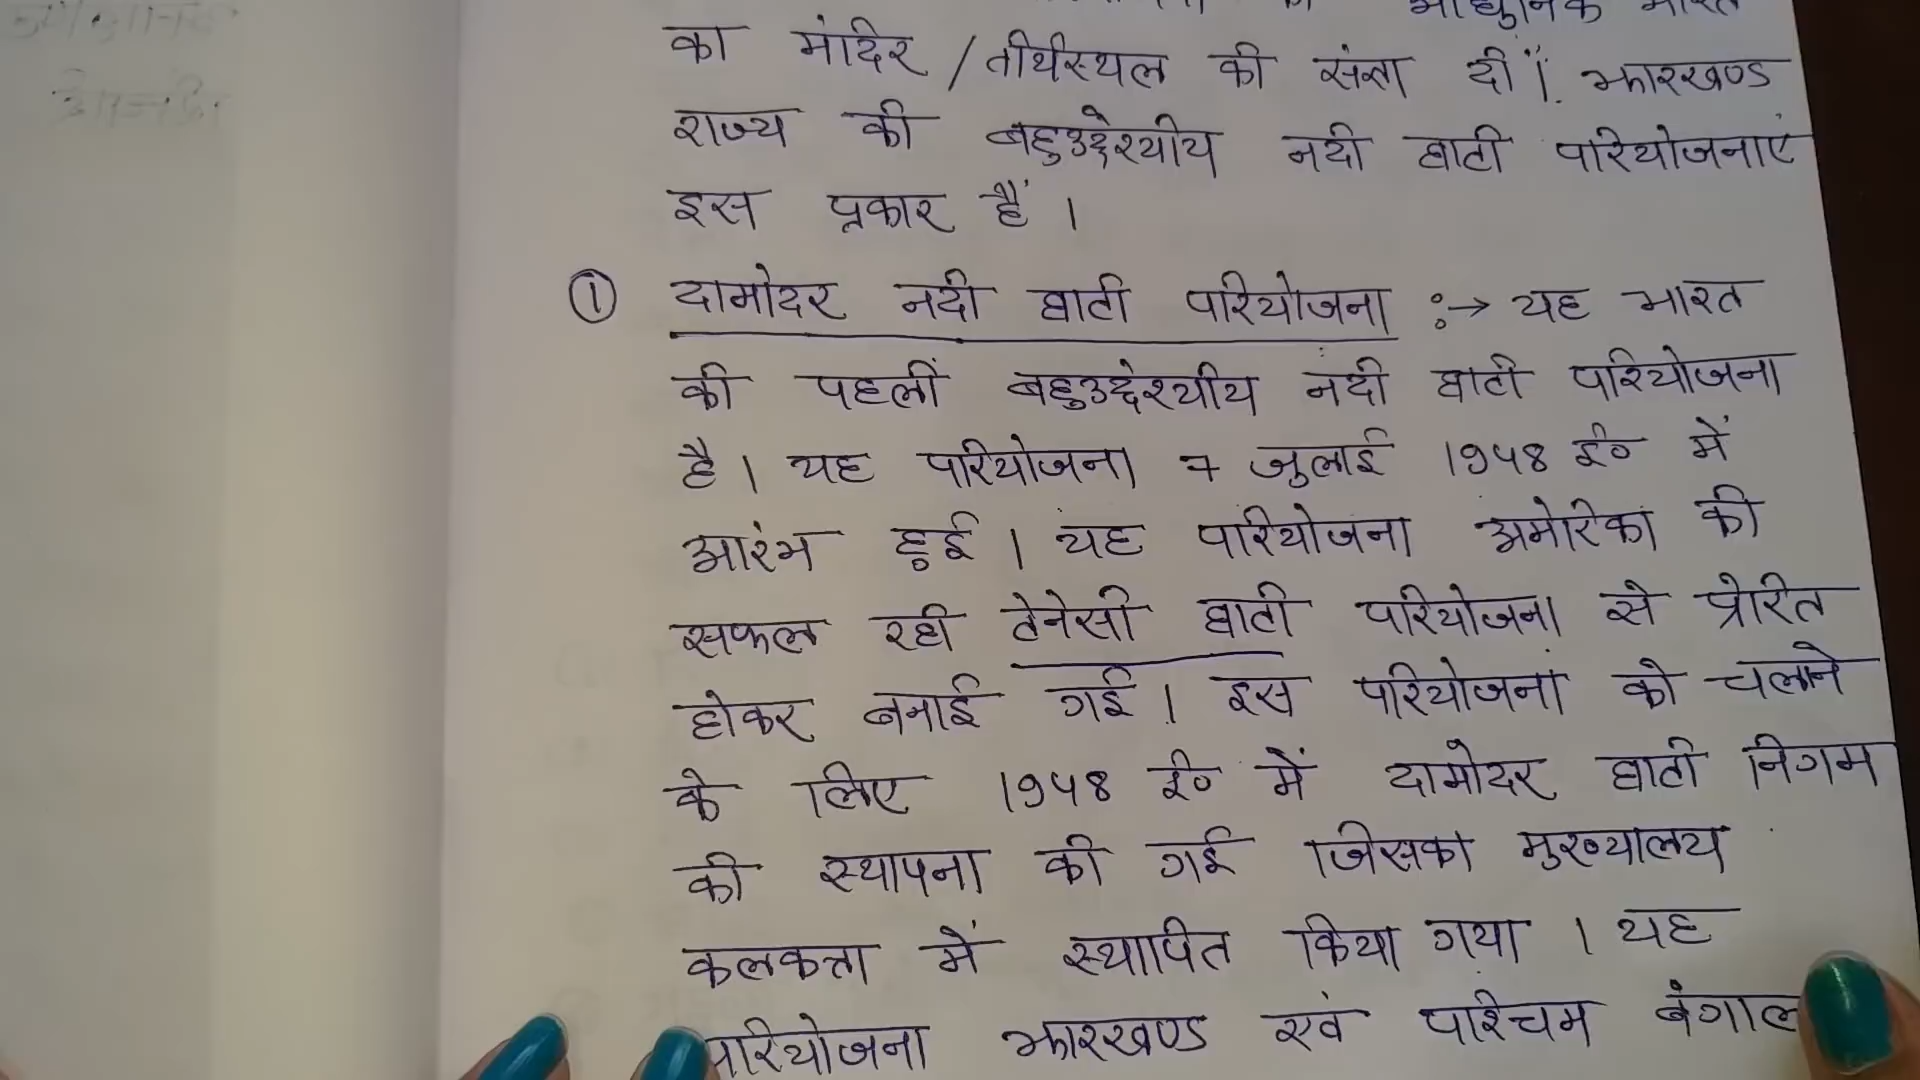 आधुनिक भारत
का मंदिर / तीर्थस्थल की संज्ञा दी"। झारखण्ड
राज्य की बहुउद्देश्यीय नदी घाटी परियोजनाएं
इस प्रकार हैं ।
① दामोदर नदी घाटी परियोजना :→ यह भारत
की पहली बहुउद्देश्यीय नदी घाटी परियोजना
है । यह परियोजना 7 जुलाई 1948 ई० में
आरंभ हुई । यह परियोजना अमेरिका की
सफल रही टेनेसी घाटी परियोजना से प्रेरित
होकर बनाई गई । इस परियोजना को चलाने
के लिए 1948 ई० में दामोदर घाटी निगम
की स्थापना की गई जिसका मुख्यालय
कलकत्ता में स्थापित किया गया । यह
परियोजना झारखण्ड एवं पश्चिम बंगाल